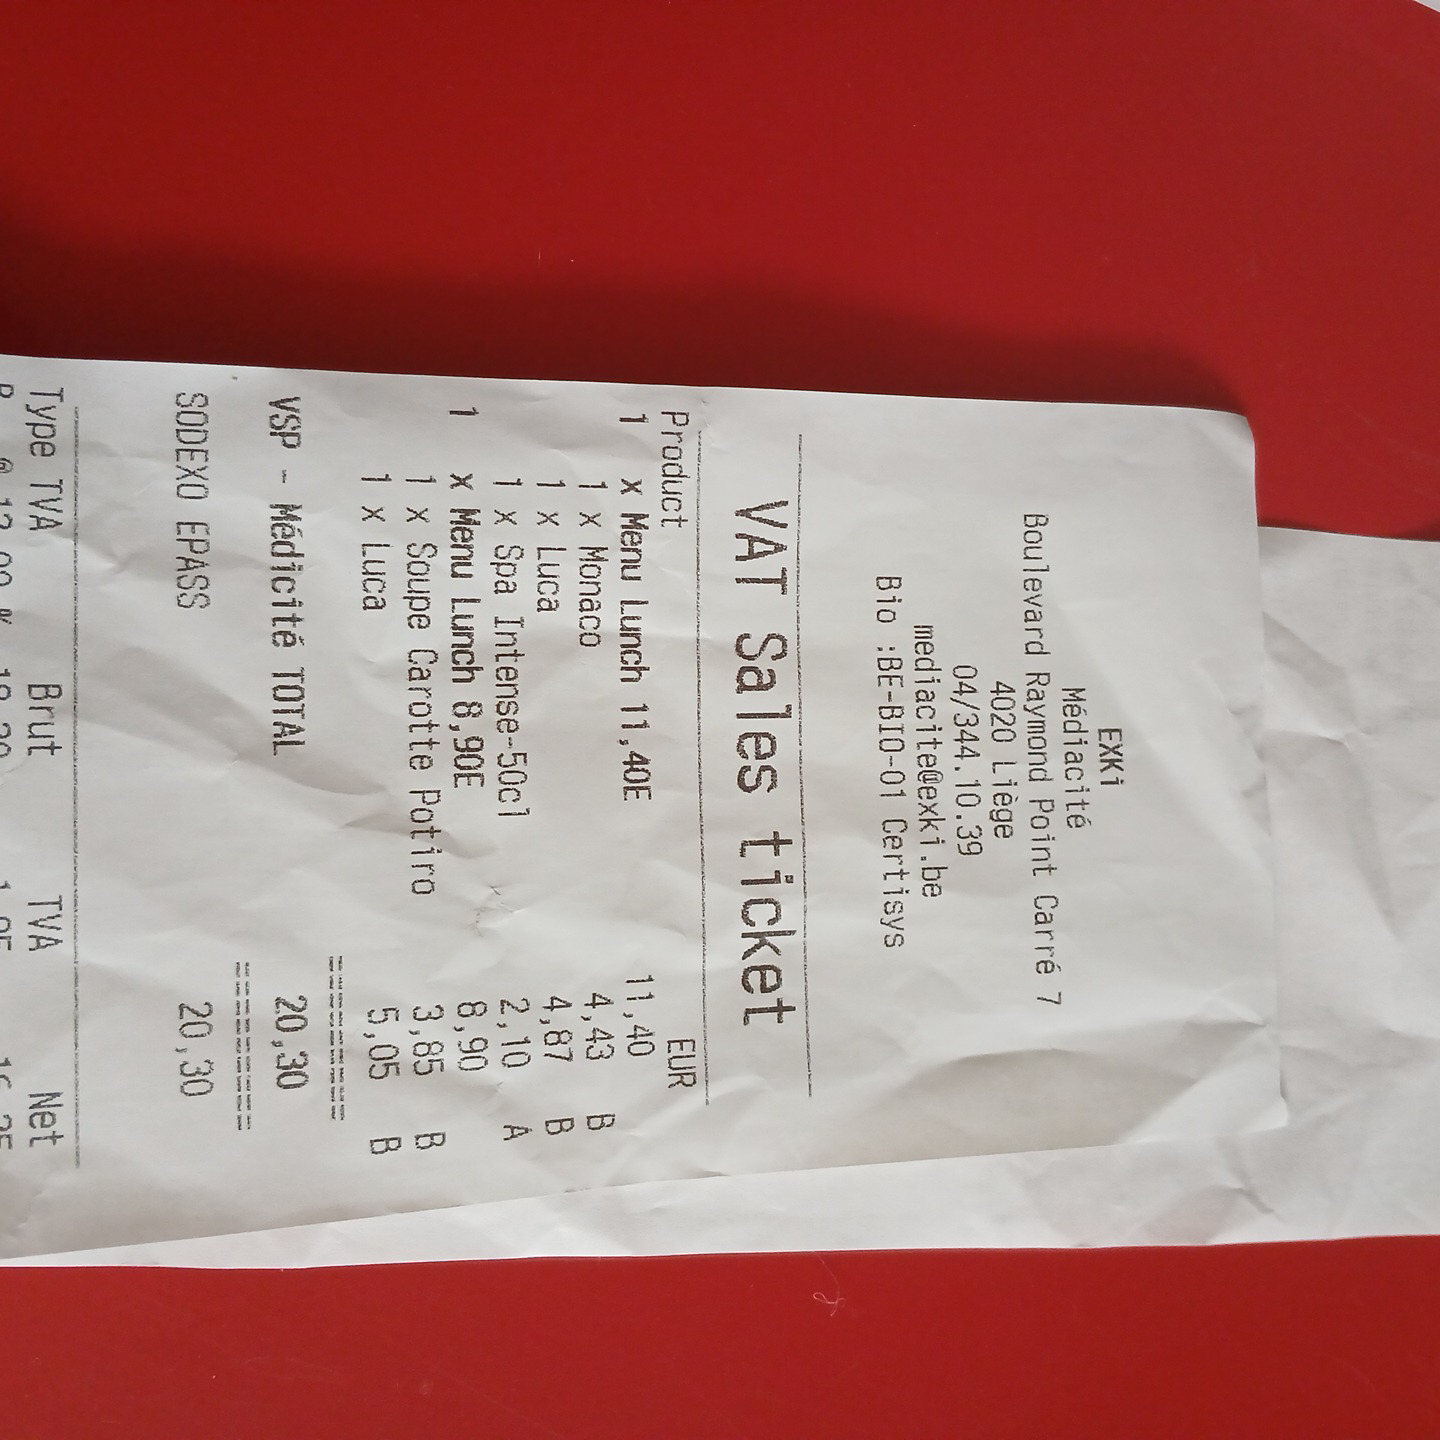 EXKi
Médiacité
Boulevard Raymond Point Carré 7
4020 Liège
04/344.10.39
mediacite@exki.be
Bio :BE-BIO-01 Certisys
VAT Sales ticket
Product EUR
1 x Menu Lunch 11,40E 11,40
1 x Monaco 4,43 B
1 x Luca 4,87 B
1 x Spa Intense-50cl 2,10 A
1 x Menu Lunch 8,90E 8,90
1 x Soupe Carotte Potiro 3,85 B
1 x Luca 5,05 B
==========
VSP - Médicité TOTAL 20,30
==========
SODEXO EPASS 20,30
Type TVA Brut TVA Net